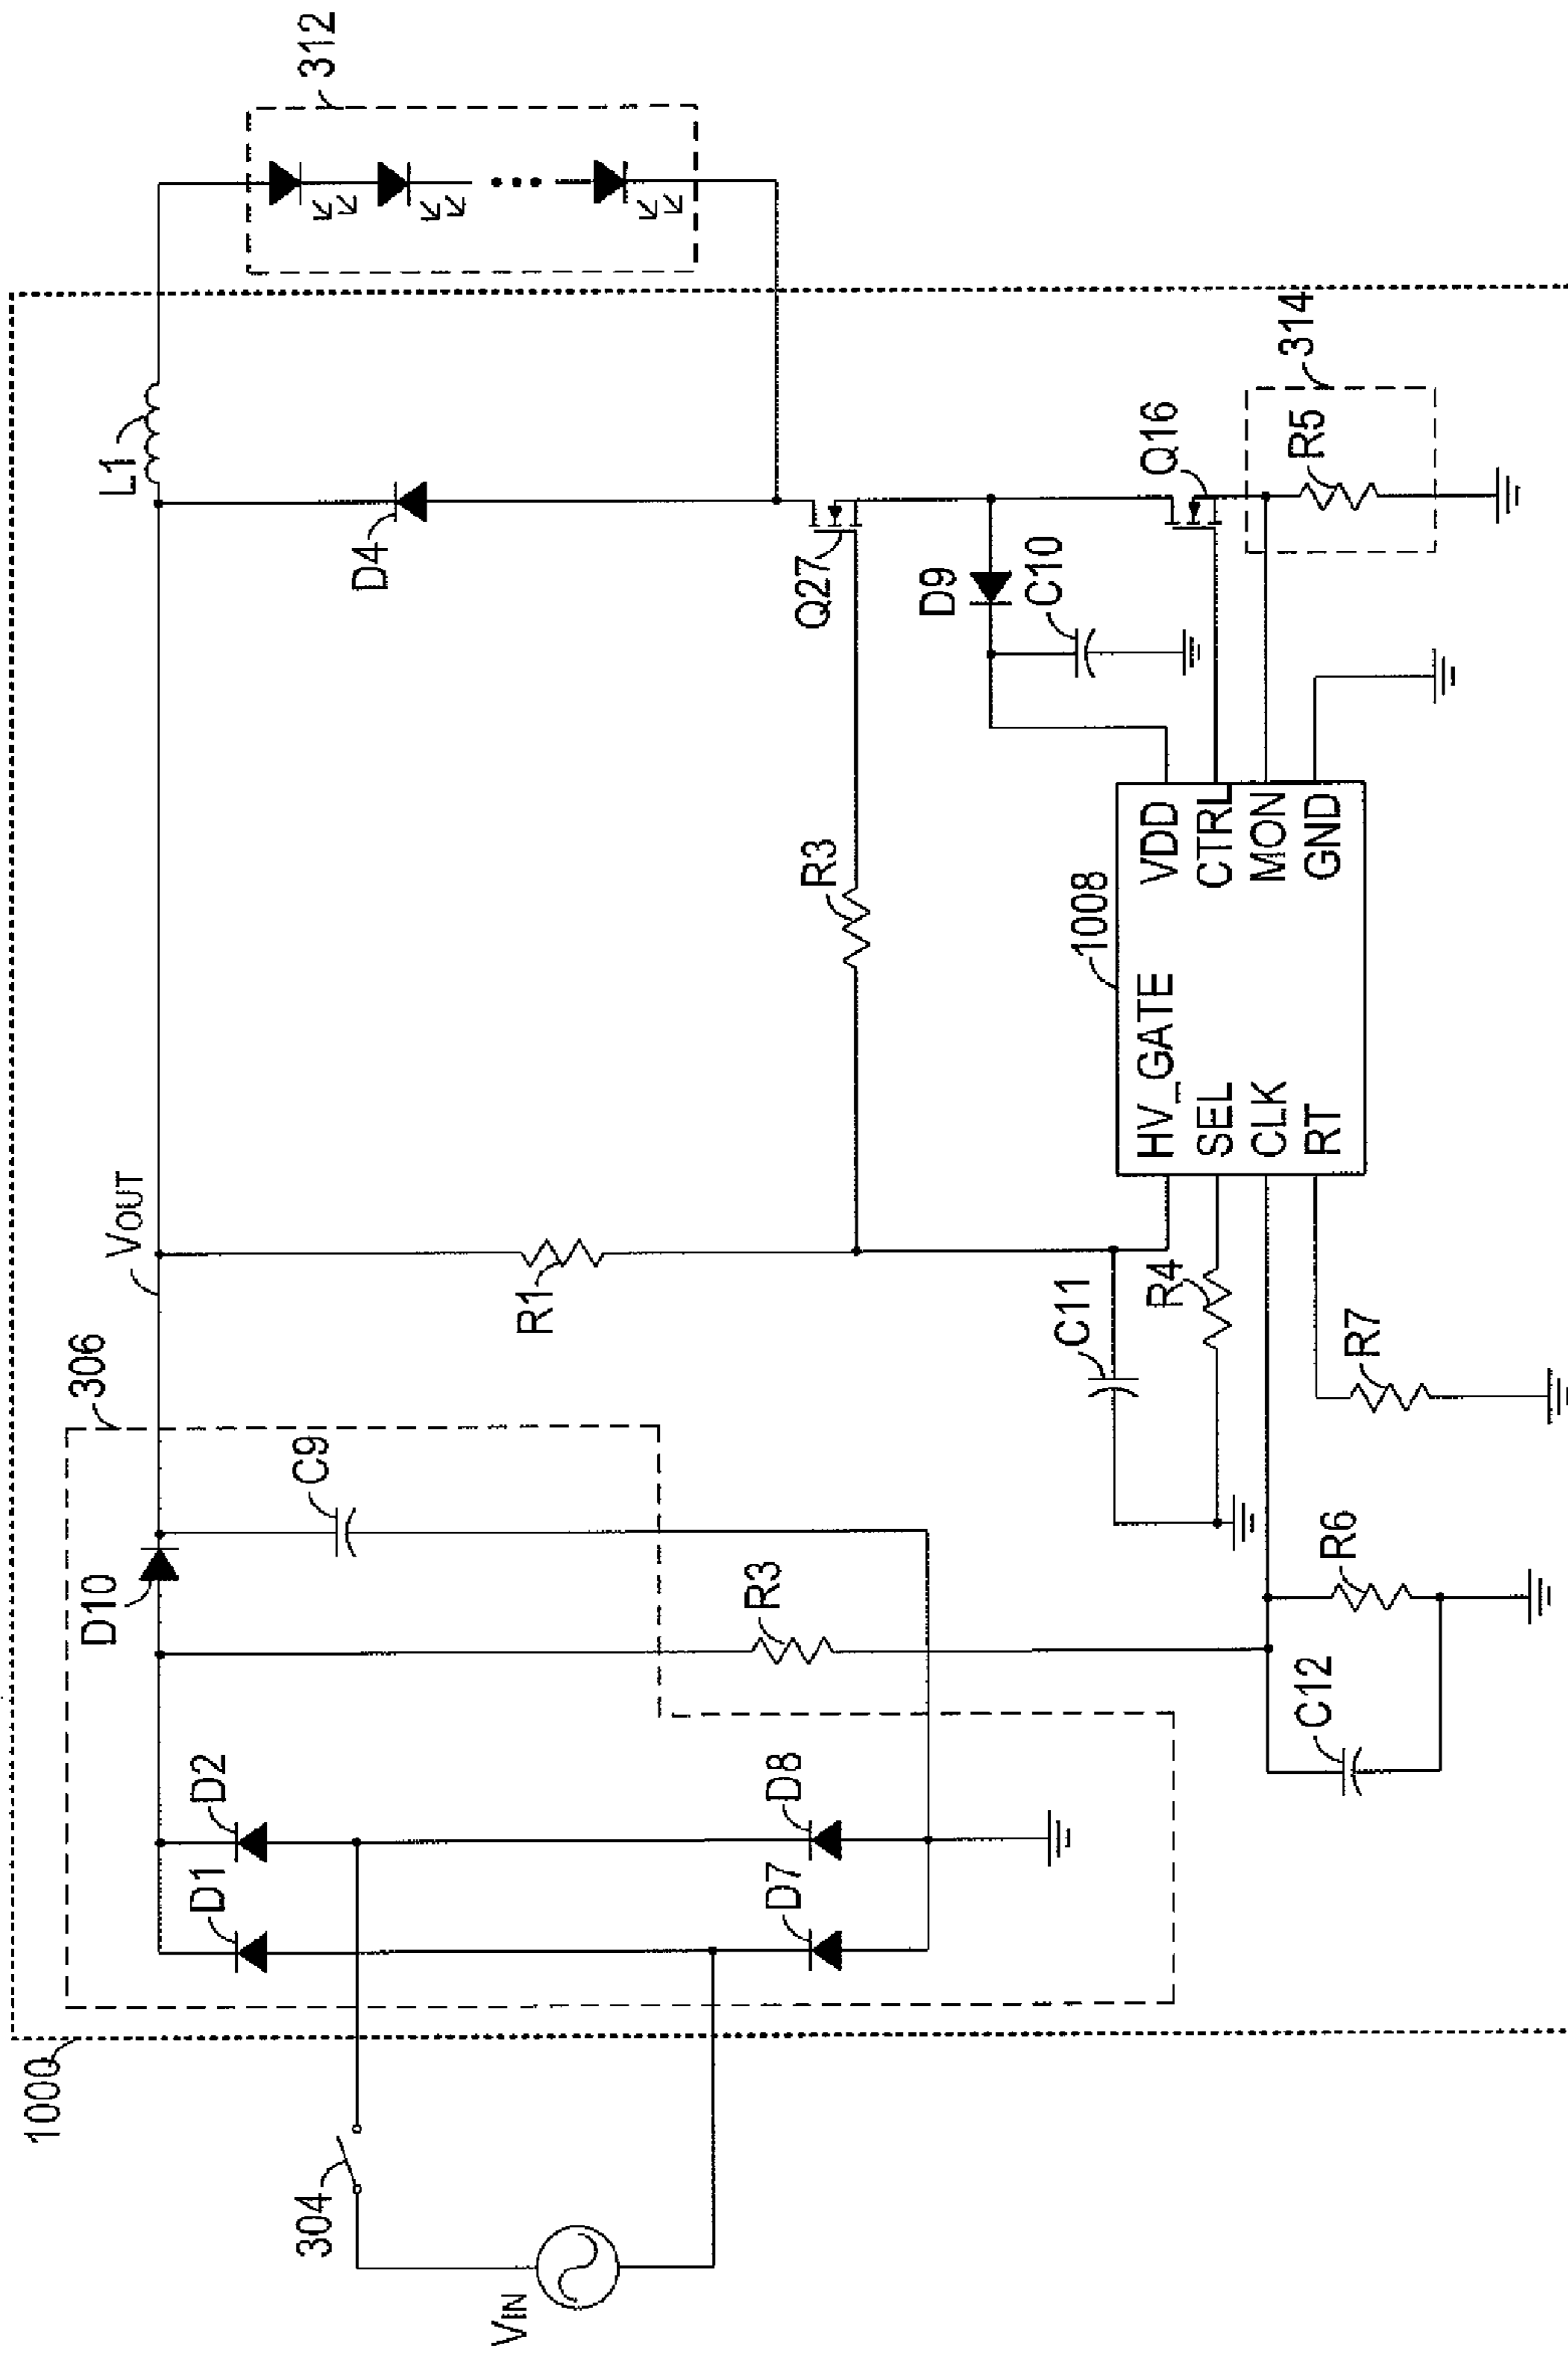 1000
304
VIN
306
D1
D2
D7
D8
D10
C9
R3
C12
R6
R7
VOUT
R1
C11
R4
1008
HV_GATE
SEL
CLK
RT
VDD
CTRL
MON
GND
R3
L1
D4
Q27
D9
C10
Q16
R5
314
312